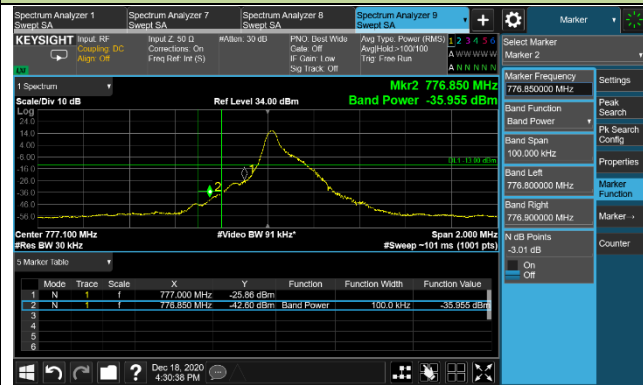 Spectrum Analyzer 1
Swept SA
Spectrum Analyzer 7
Swept SA
Spectrum Analyzer 8
Swept SA
Spectrum Analyzer 9
Swept SA
Marker
KEYSIGHT
Input: RF
Coupling: DC
Align: Off
Input Z: 50 Ω
Corrections: On
Freq Ref: Int (S)
#Atten: 30 dB
PNO: Best Wide
Gate: Off
IF Gain: Low
Sig Track: Off
Avg Type: Power (RMS)
Avg|Hold:>100/100
Trig: Free Run
1 2 3 4 5 6
A W W W W W
A N N N N N
LXI
1 Spectrum
Scale/Div 10 dB
Ref Level 34.00 dBm
Mkr2 776.850 MHz
Band Power -35.955 dBm
Log
24.0
14.0
4.00
-6.00
-16.0
-26.0
-36.0
-46.0
-56.0
DL1 -13.00 dBm
1
2
Center 777.100 MHz
#Video BW 91 kHz*
Span 2.000 MHz
#Res BW 30 kHz
#Sweep ~101 ms (1001 pts)
5 Marker Table
Mode Trace Scale X Y Function Function Width Function Value
1 N 1 f 777.000 MHz -25.86 dBm
2 N 1 f 776.850 MHz -42.60 dBm Band Power 100.0 kHz -35.955 dBm
3
4
5
6
Dec 18, 2020
4:30:38 PM
Select Marker
Marker 2
Marker Frequency
776.850000 MHz
Band Function
Band Power
Band Span
100.000 kHz
Band Left
776.800000 MHz
Band Right
776.900000 MHz
N dB Points
-3.01 dB
On
Off
Settings
Peak
Search
Pk Search
Config
Properties
Marker
Function
Marker→
Counter